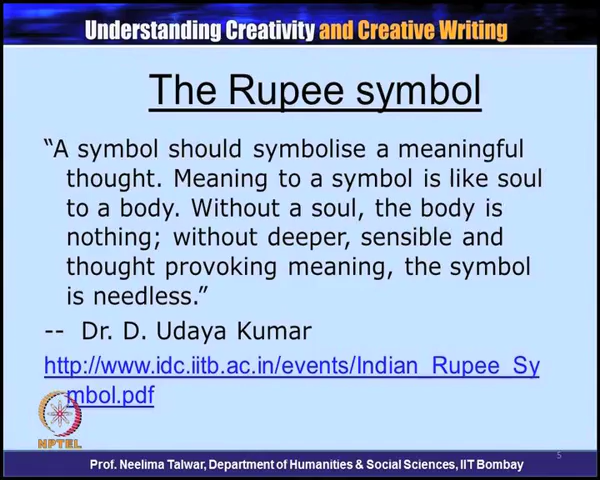 Understanding Creativity and Creative Writing
The Rupee symbol
“A symbol should symbolise a meaningful
thought. Meaning to a symbol is like soul
to a body. Without a soul, the body is
nothing; without deeper, sensible and
thought provoking meaning, the symbol
is needless.”
-- Dr. D. Udaya Kumar
http://www.idc.iitb.ac.in/events/Indian_Rupee_Sy
mbol.pdf
NPTEL
5
Prof. Neelima Talwar, Department of Humanities & Social Sciences, IIT Bombay